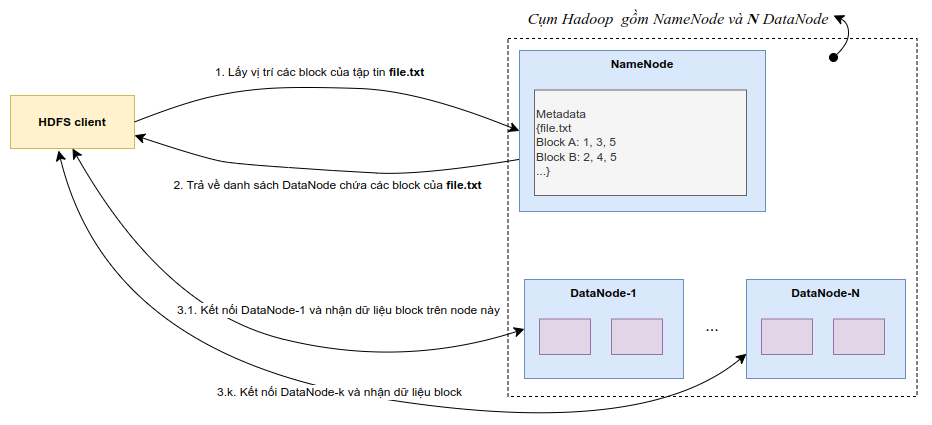 Cụm Hadoop gồm NameNode và N DataNode
NameNode
1. Lấy vị trí các block của tập tin file.txt
HDFS client
Metadata
{file.txt
Block A: 1, 3, 5
Block B: 2, 4, 5
...}
2. Trả về danh sách DataNode chứa các block của file.txt
DataNode-1
DataNode-N
3.1. Kết nối DataNode-1 và nhận dữ liệu block trên node này
...
3.k. Kết nối DataNode-k và nhận dữ liệu block